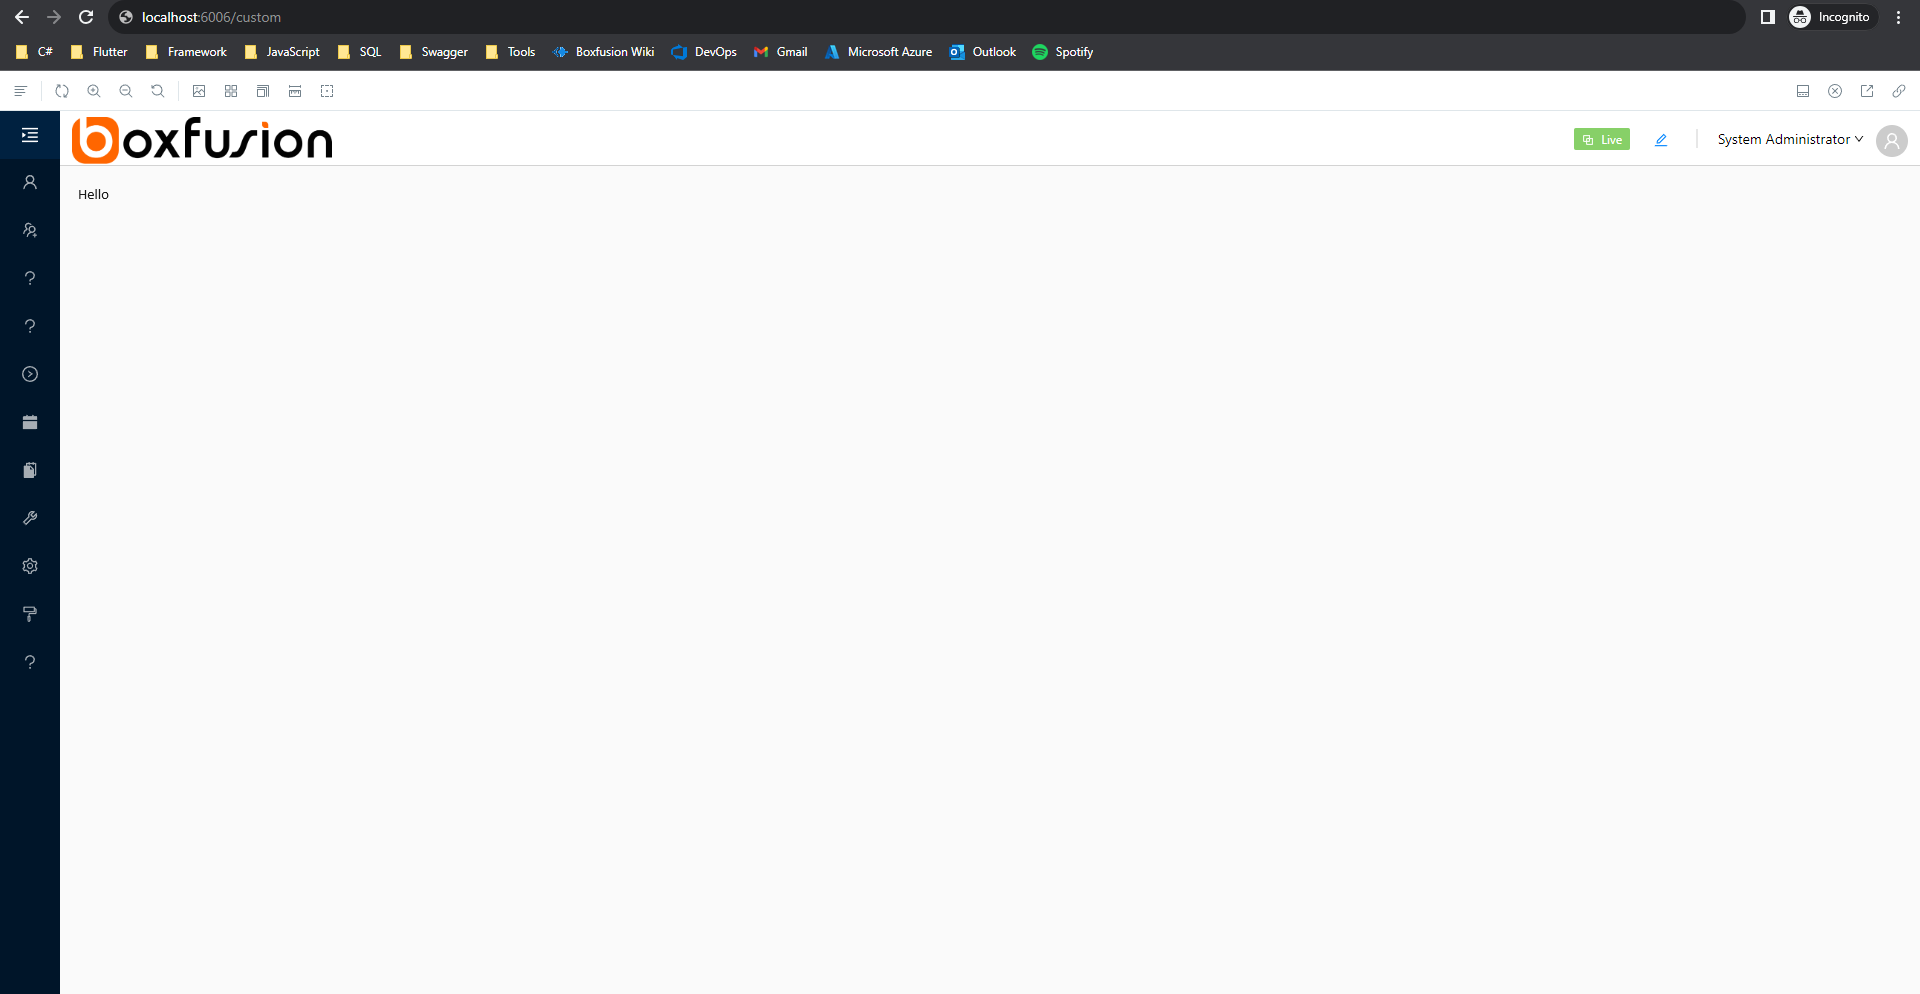 localhost:6006/custom
Incognito
C# Flutter Framework JavaScript SQL Swagger Tools Boxfusion Wiki DevOps Gmail Microsoft Azure Outlook Spotify
boxfusion
Live System Administrator
Hello